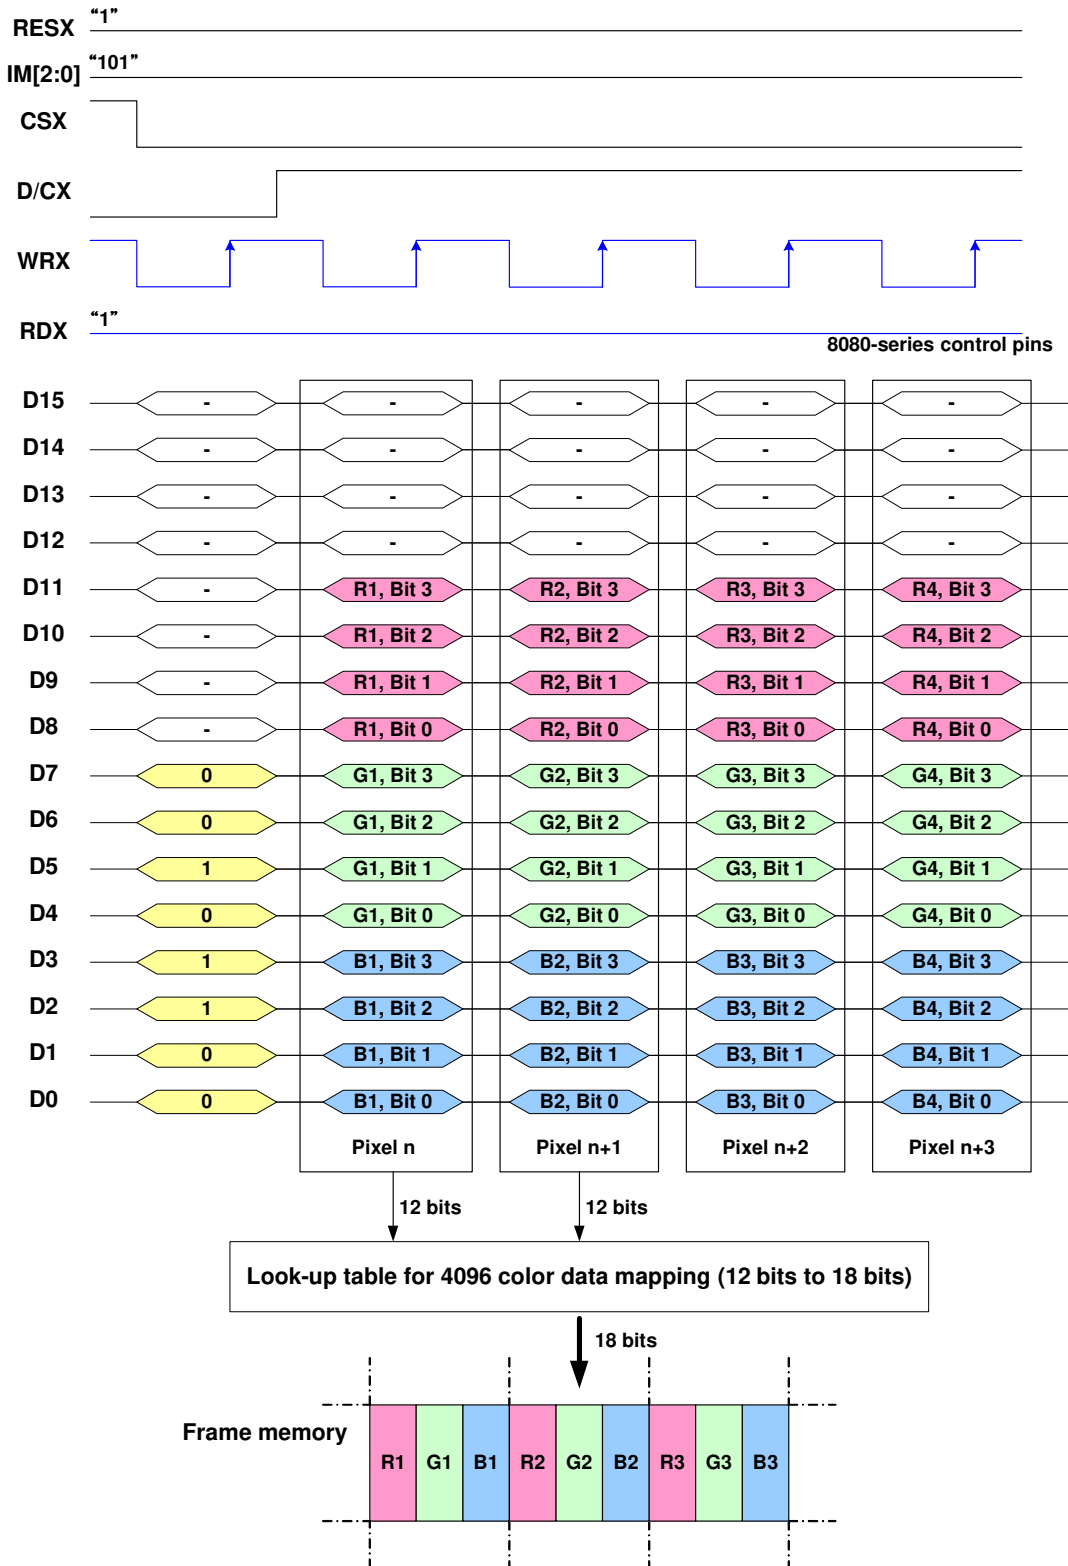 RESX "1"
IM[2:0] "101"
CSX
D/CX
WRX
RDX "1"
8080-series control pins
D15 - - - - -
D14 - - - - -
D13 - - - - -
D12 - - - - -
D11 - R1, Bit 3 R2, Bit 3 R3, Bit 3 R4, Bit 3
D10 - R1, Bit 2 R2, Bit 2 R3, Bit 2 R4, Bit 2
D9 - R1, Bit 1 R2, Bit 1 R3, Bit 1 R4, Bit 1
D8 - R1, Bit 0 R2, Bit 0 R3, Bit 0 R4, Bit 0
D7 0 G1, Bit 3 G2, Bit 3 G3, Bit 3 G4, Bit 3
D6 0 G1, Bit 2 G2, Bit 2 G3, Bit 2 G4, Bit 2
D5 1 G1, Bit 1 G2, Bit 1 G3, Bit 1 G4, Bit 1
D4 0 G1, Bit 0 G2, Bit 0 G3, Bit 0 G4, Bit 0
D3 1 B1, Bit 3 B2, Bit 3 B3, Bit 3 B4, Bit 3
D2 1 B1, Bit 2 B2, Bit 2 B3, Bit 2 B4, Bit 2
D1 0 B1, Bit 1 B2, Bit 1 B3, Bit 1 B4, Bit 1
D0 0 B1, Bit 0 B2, Bit 0 B3, Bit 0 B4, Bit 0
Pixel n Pixel n+1 Pixel n+2 Pixel n+3
12 bits 12 bits
Look-up table for 4096 color data mapping (12 bits to 18 bits)
18 bits
Frame memory
R1 G1 B1 R2 G2 B2 R3 G3 B3